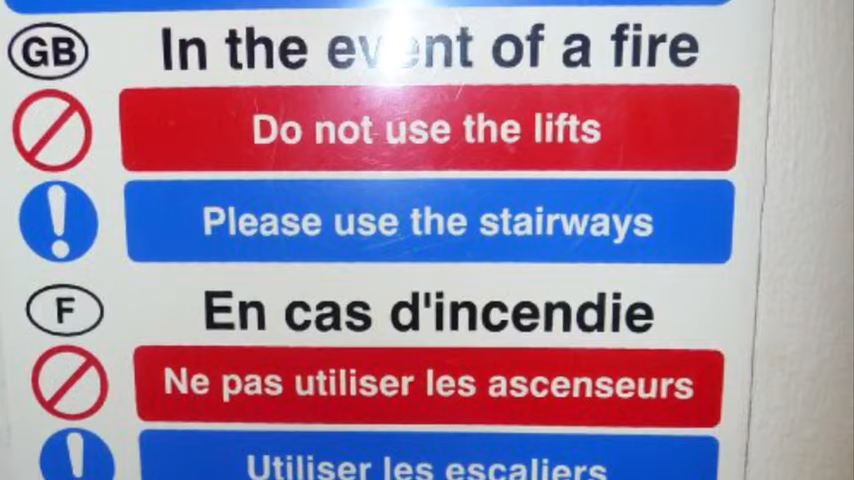 GB In the event of a fire
Do not use the lifts
Please use the stairways
F En cas d'incendie
Ne pas utiliser les ascenseurs
Utiliser les escaliers